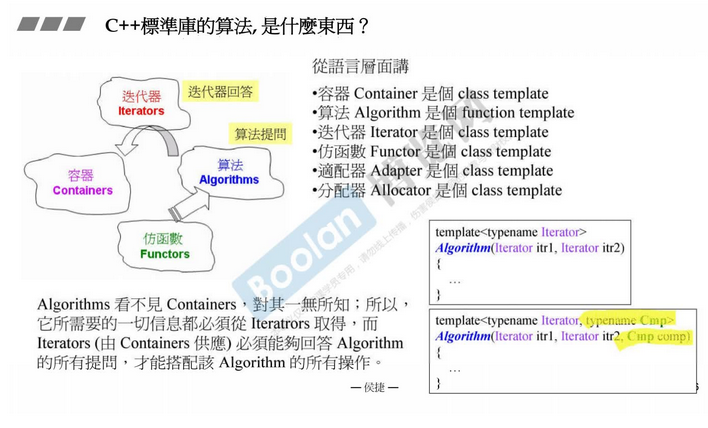 C++標準庫的算法, 是什麼東西？
迭代器
Iterators
迭代器回答
算法提問
容器
Containers
算法
Algorithms
仿函數
Functors
從語言層面講
•容器 Container 是個 class template
•算法 Algorithm 是個 function template
•迭代器 Iterator 是個 class template
•仿函數 Functor 是個 class template
•適配器 Adapter 是個 class template
•分配器 Allocator 是個 class template
template<typename Iterator>
Algorithm(Iterator itr1, Iterator itr2)
{
…
}
template<typename Iterator, typename Cmp>
Algorithm(Iterator itr1, Iterator itr2, Cmp comp)
{
…
}
Algorithms 看不見 Containers，對其一無所知；所以，
它所需要的一切信息都必須從 Iteratrors 取得，而
Iterators (由 Containers 供應) 必須能夠回答 Algorithm
的所有提問，才能搭配該 Algorithm 的所有操作。
— 侯捷 —
Boolan